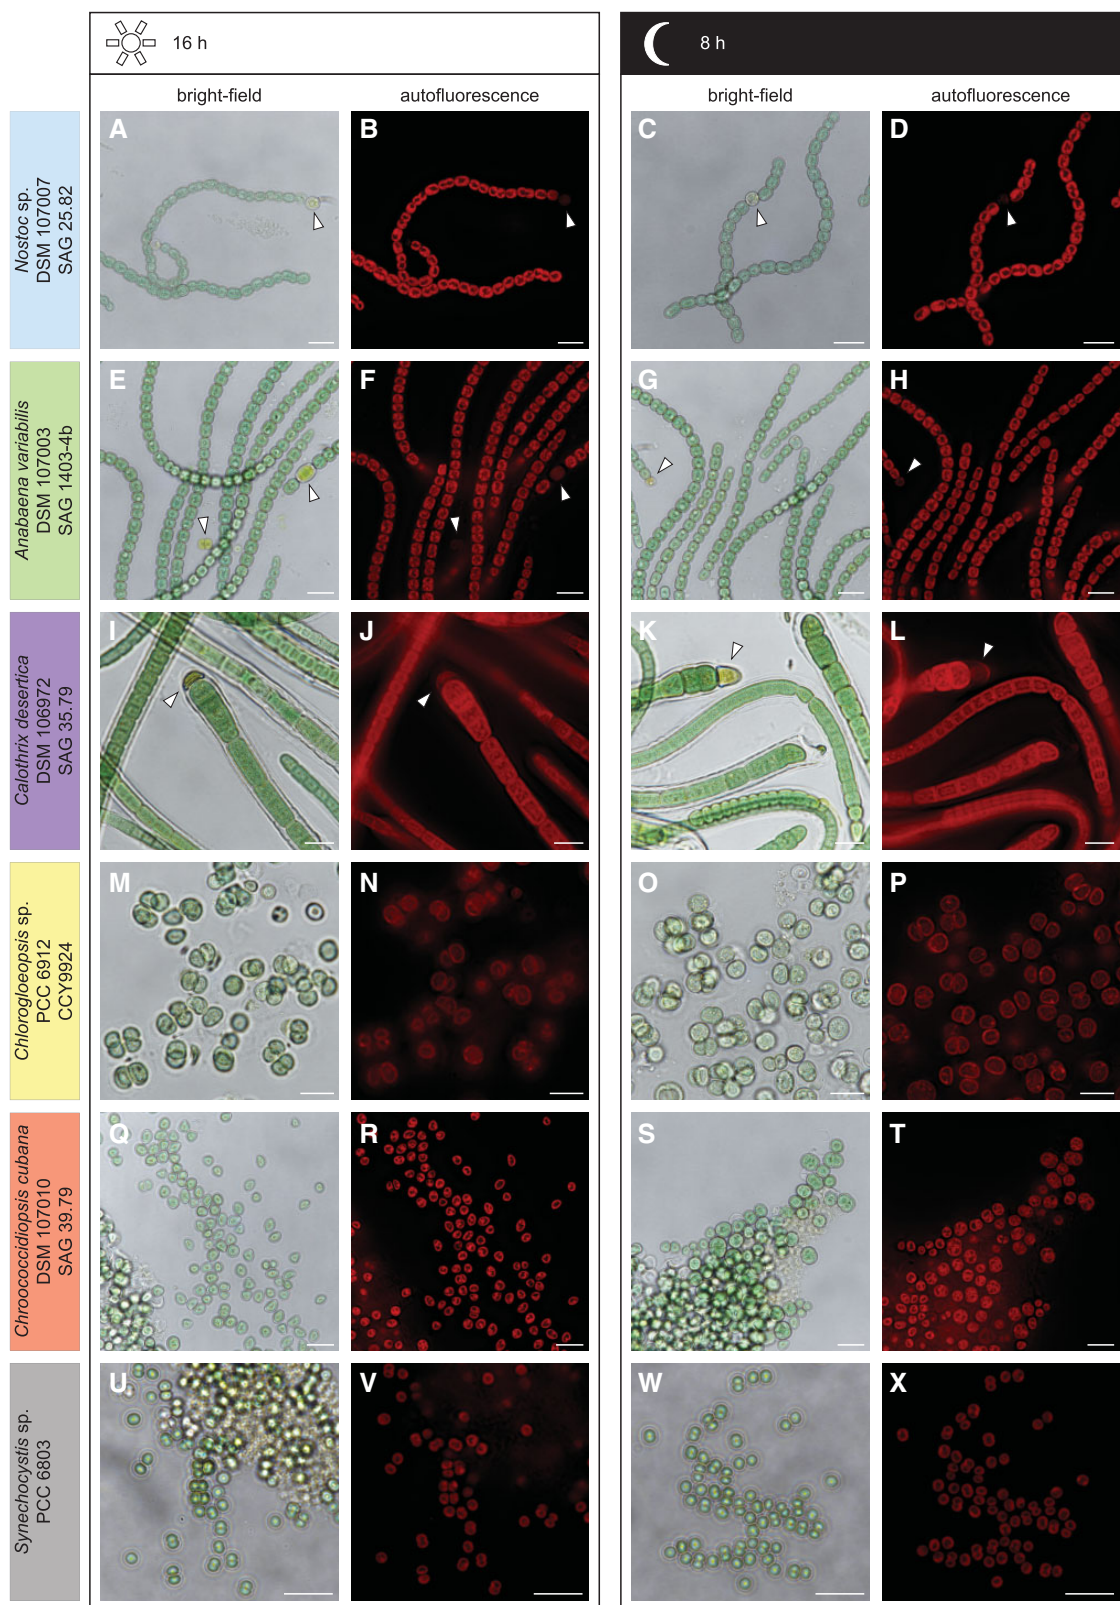 16 h
8 h
bright-field
autofluorescence
bright-field
autofluorescence
Nostoc sp.
DSM 107007
SAG 25.82
A
B
C
D
Anabaena variabilis
DSM 107003
SAG 1403-4b
E
F
G
H
Calothrix desertica
DSM 106972
SAG 35.79
I
J
K
L
Chlorogloeopsis sp.
PCC 6912
CCY9924
M
N
O
P
Chroococcidiopsis cubana
DSM 107010
SAG 39.79
Q
R
S
T
Synechocystis sp.
PCC 6803
U
V
W
X